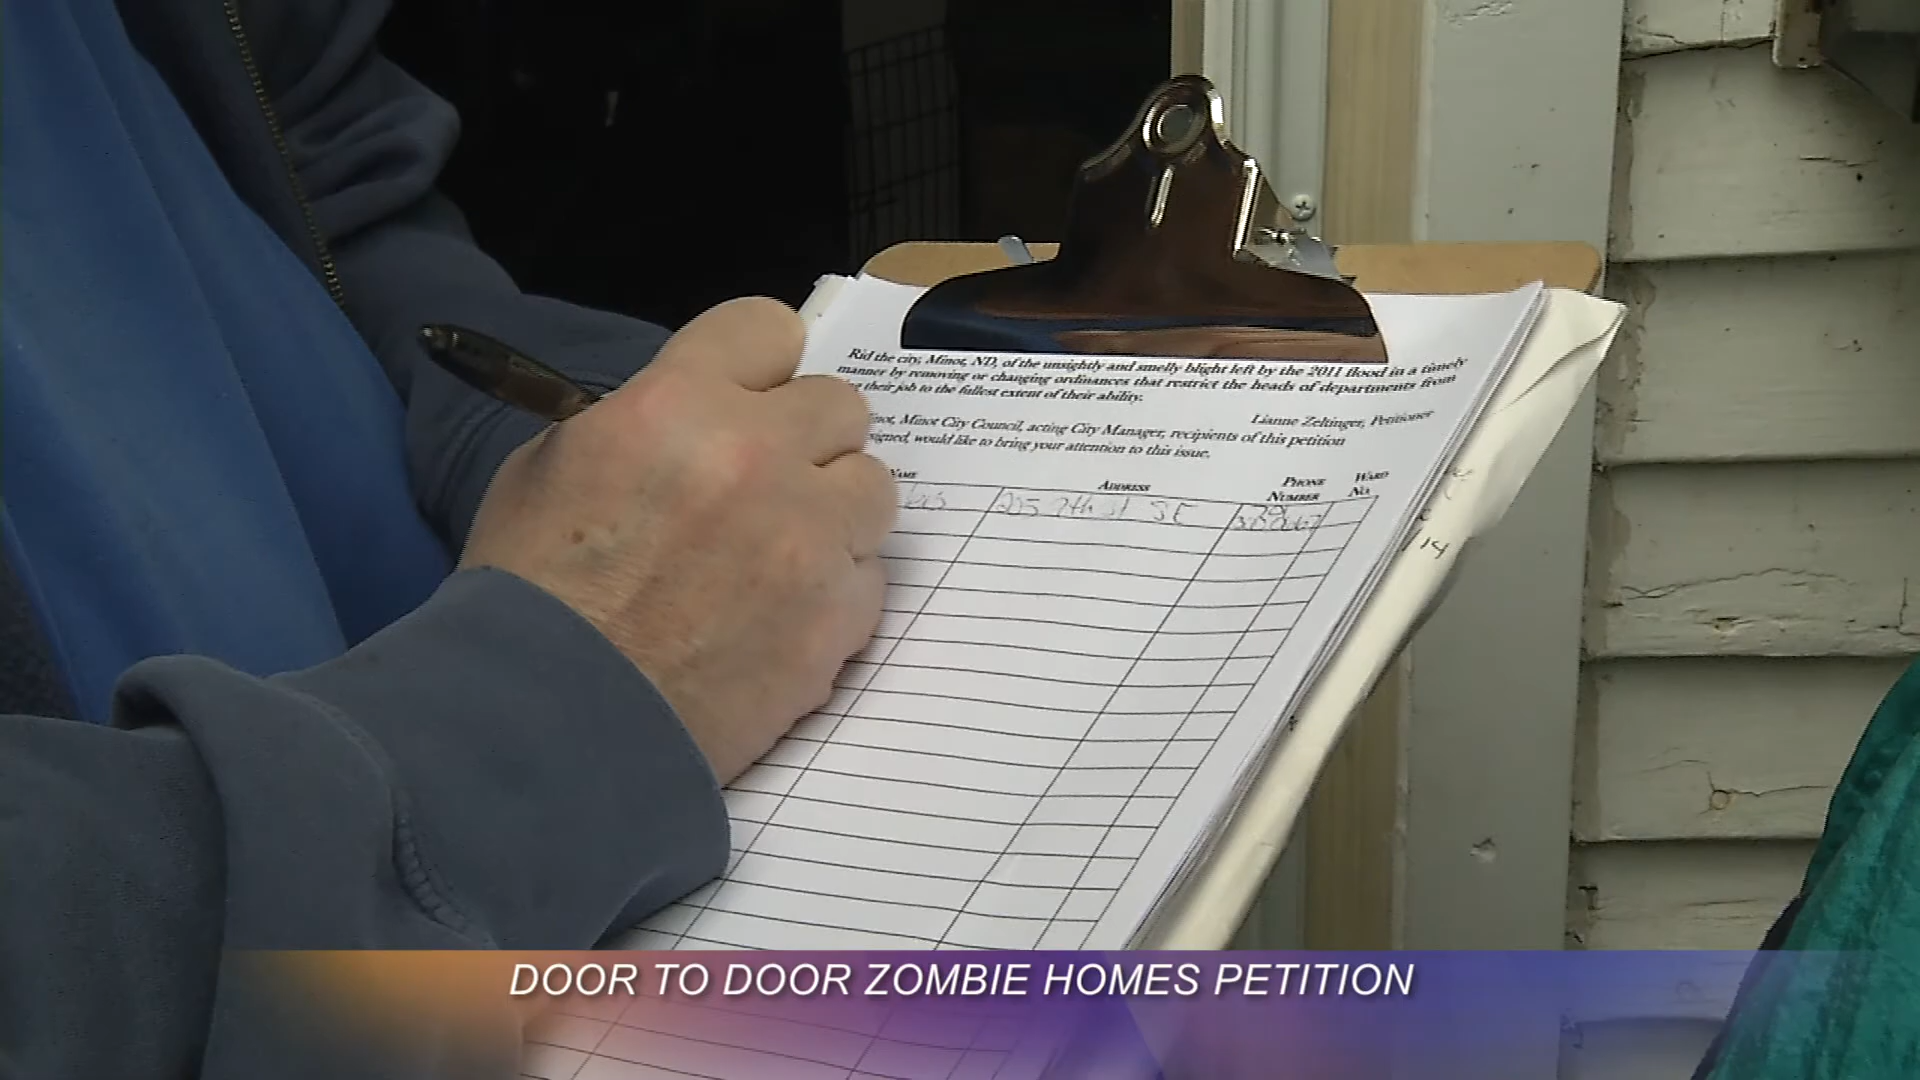 Rid the city, Minot, ND, of the unsightly and smelly blight left by the 2011 flood in a timely
manner by removing or changing ordinances that restrict the heads of departments from
their job to the fullest extent of their ability.
Lianne Zeltinger, Petitioner
Minot City Council, acting City Manager, recipients of this petition
would like to bring your attention to this issue.
NAME ADDRESS PHONE NUMBER WARD NO.
SE
14
DOOR TO DOOR ZOMBIE HOMES PETITION